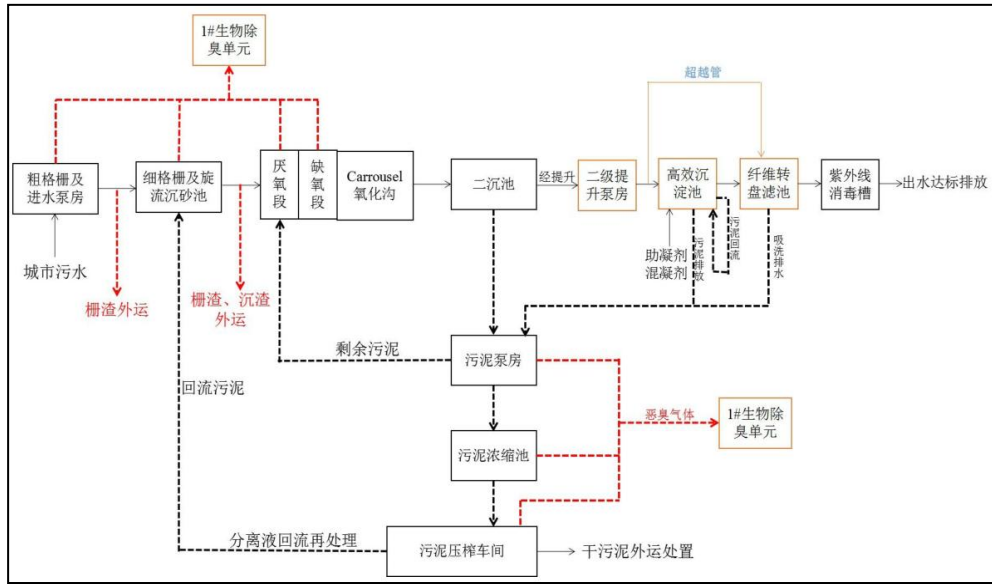 1#生物除
臭单元
超越管
粗格栅及
进水泵房
细格栅及旋
流沉砂池
厌
氧
段
缺
氧
段
Carrousel
氧化沟
二沉池
经提升
二级提
升泵房
高效沉
淀池
纤维转
盘滤池
紫外线
消毒槽
出水达标排放
城市污水
栅渣外运
栅渣、沉渣
外运
助凝剂
混凝剂
污泥排放
污泥回流
吸洗排水
剩余污泥
污泥泵房
回流污泥
恶臭气体
1#生物除
臭单元
污泥浓缩池
分离液回流再处理
污泥压榨车间
干污泥外运处置